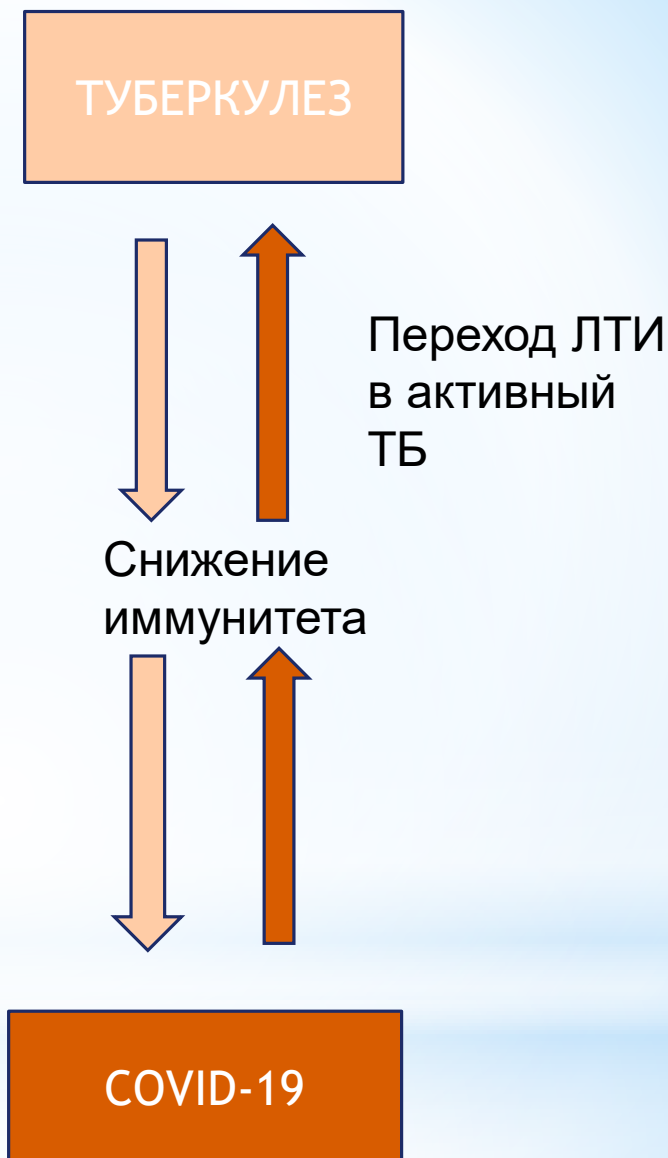 ТУБЕРКУЛЕЗ
Переход ЛТИ
в активный
ТБ
Снижение
иммунитета
COVID-19